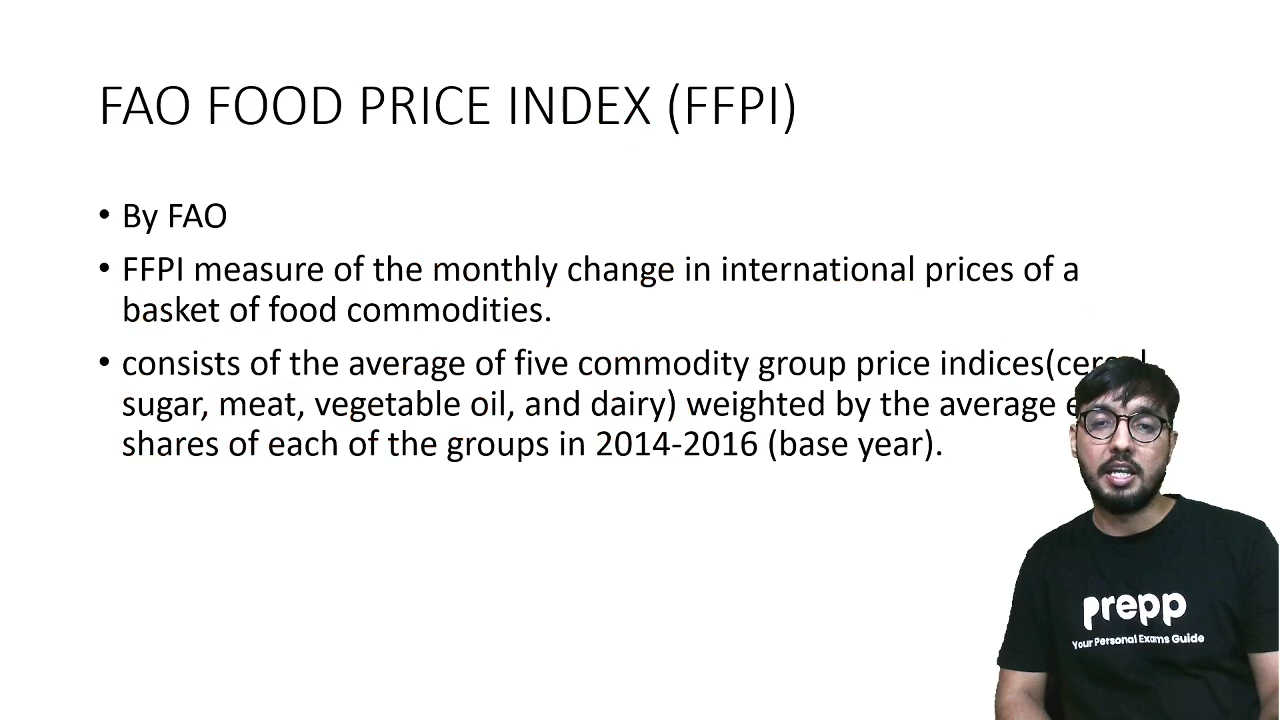 FAO FOOD PRICE INDEX (FFPI)
• By FAO
• FFPI measure of the monthly change in international prices of a
basket of food commodities.
• consists of the average of five commodity group price indices(cereal,
sugar, meat, vegetable oil, and dairy) weighted by the average
shares of each of the groups in 2014-2016 (base year).
prepp
Your Personal Exams Guide